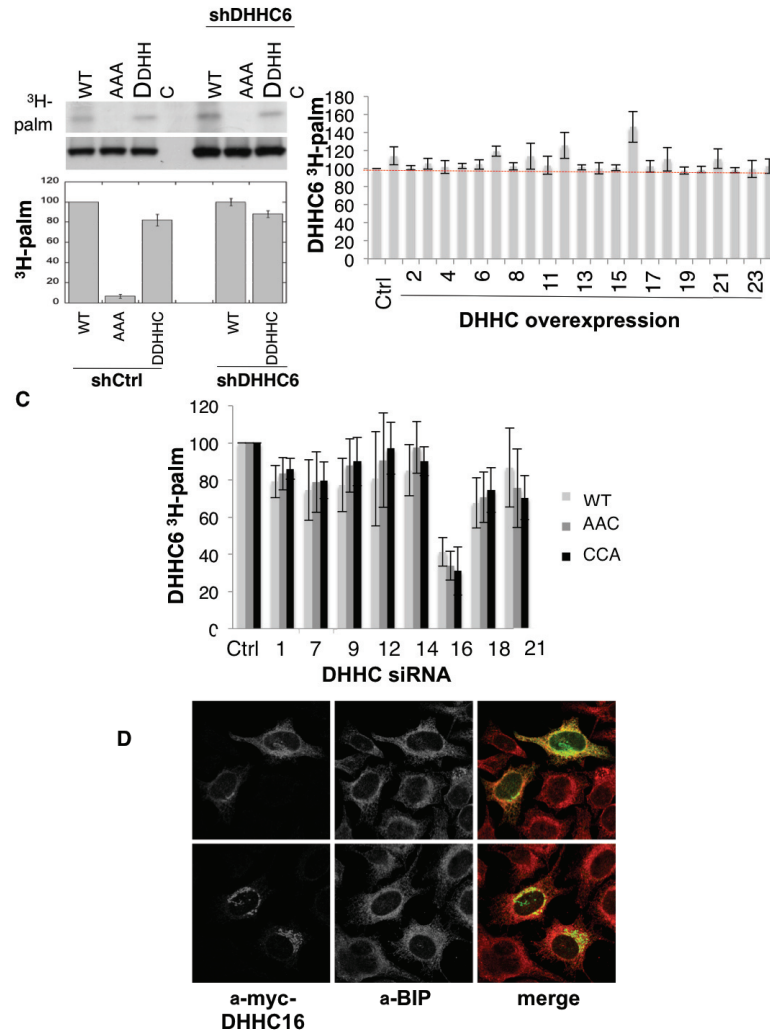 shDHHC6
WT
AAA
DDHH
C
WT
AAA
DDHH
C
³H-
palm
120
100
80
60
40
20
0
³H-palm
WT
AAA
DDHHC
WT
DDHHC
shCtrl
shDHHC6
180
160
140
120
100
80
60
40
20
0
DHHC6 ³H-palm
Ctrl 2 4 6 8 11 13 15 17 19 21 23
DHHC overexpression
C
120
100
80
60
40
20
0
DHHC6 ³H-palm
WT
AAC
CCA
Ctrl 1 7 9 12 14 16 18 21
DHHC siRNA
D
a-myc-
DHHC16
a-BIP
merge